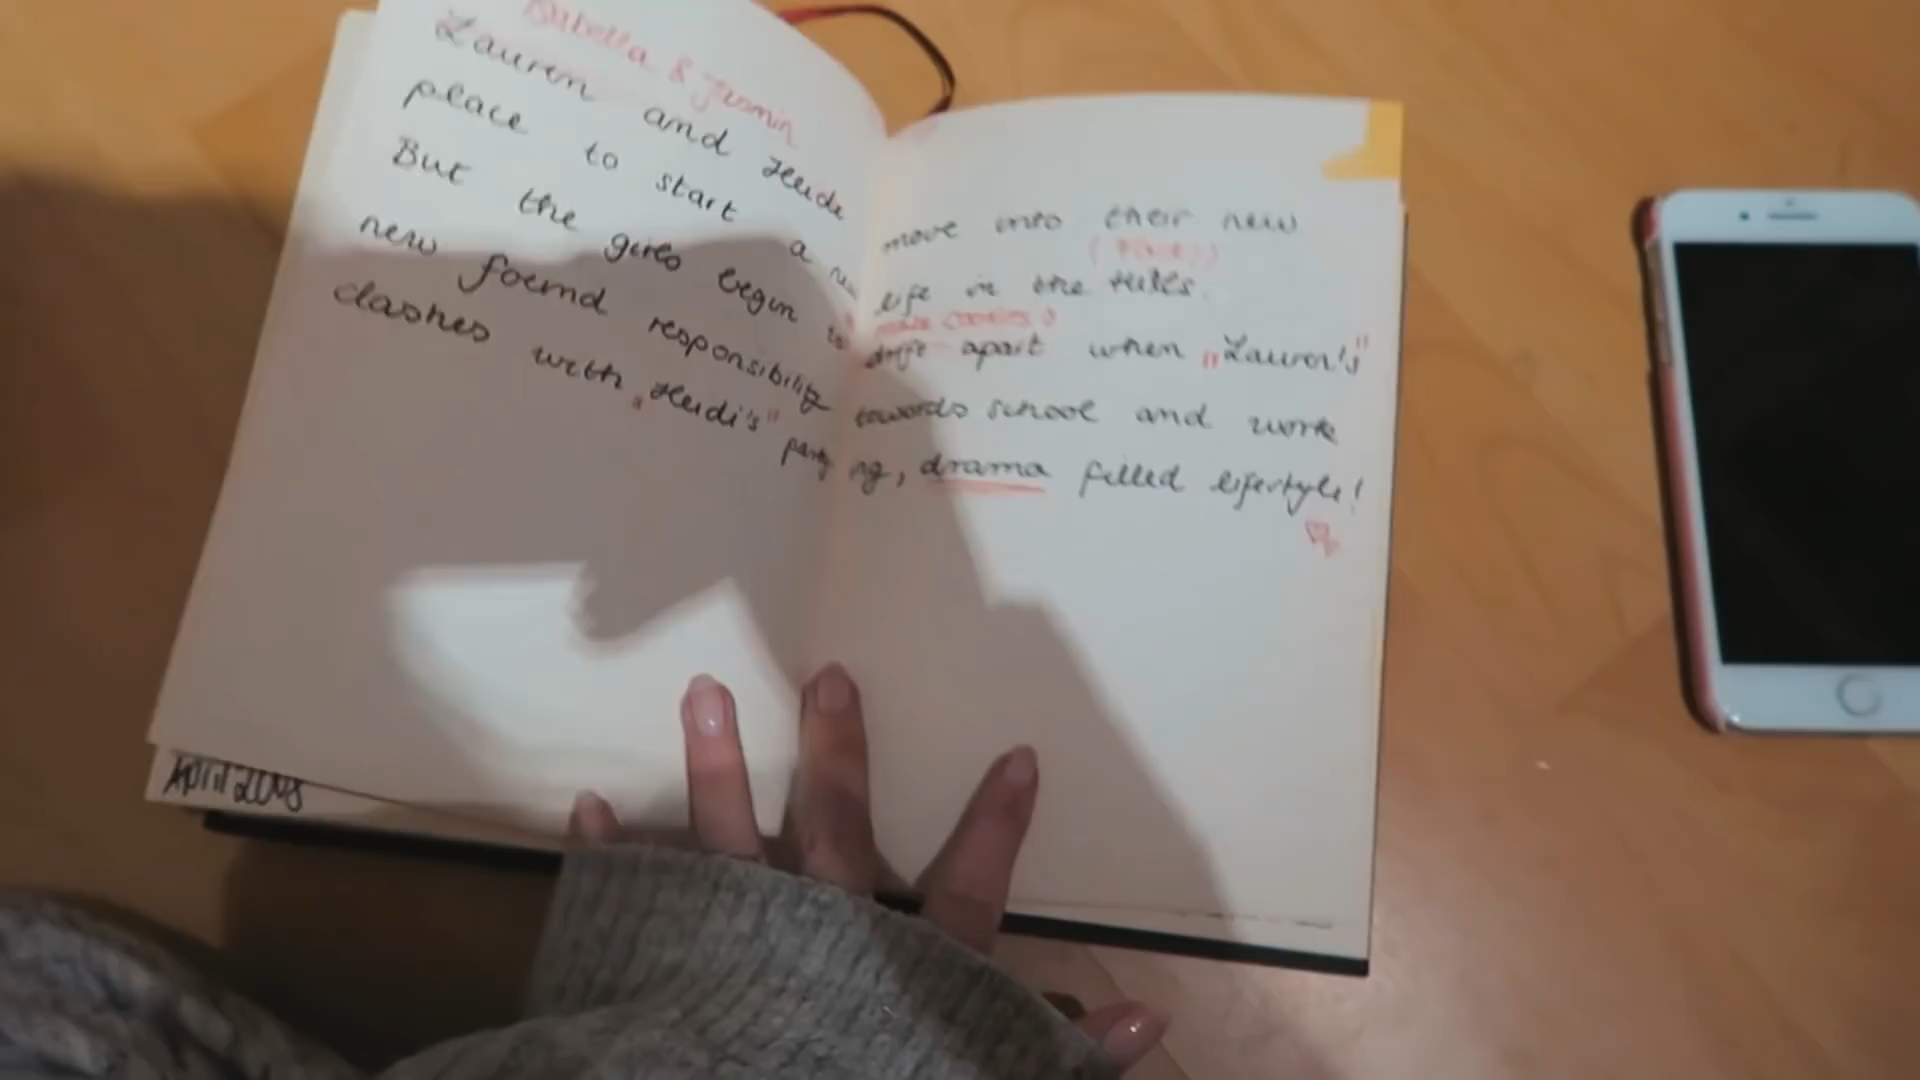 Isabella & Jasmin
Lauren and Heidi move into their new
place to start a new life in the Hills.
But the girls begin to drift apart when „Lauren's"
new found responsibility towards school and work
clashes with „Heidi's" partying, drama filled lifestyle!
April 2008